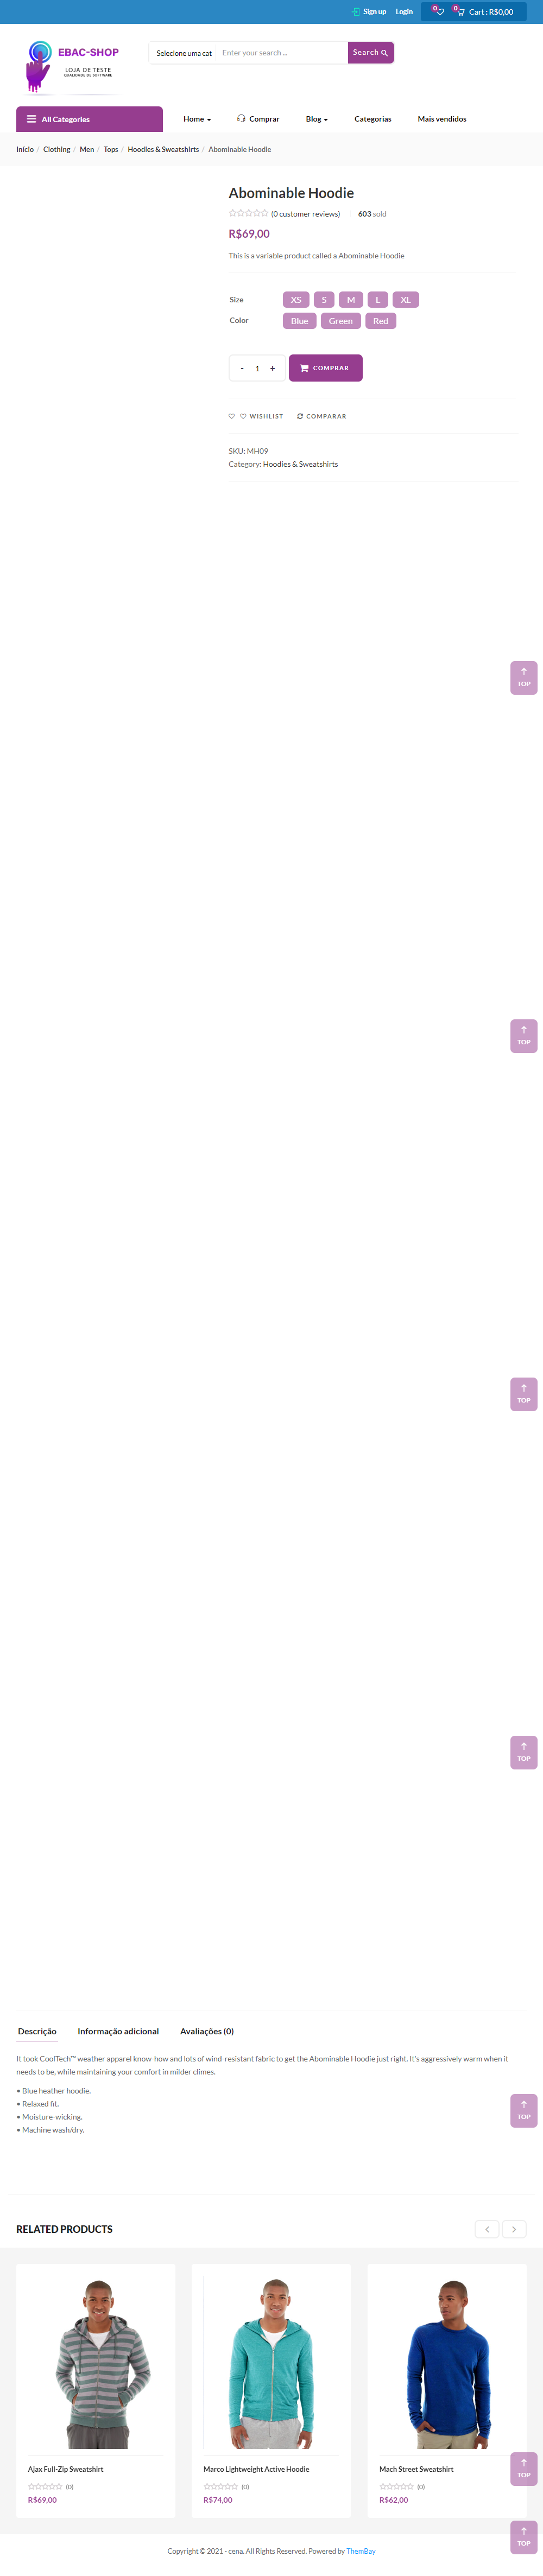 Sign up Login 0 0 Cart : R$0,00
EBAC-SHOP
LOJA DE TESTE
QUALIDADE DE SOFTWARE
Selecione uma cat Enter your search ... Search
All Categories Home Comprar Blog Categorias Mais vendidos
Início / Clothing / Men / Tops / Hoodies & Sweatshirts / Abominable Hoodie
Abominable Hoodie
(0 customer reviews) 603 sold
R$69,00
This is a variable product called a Abominable Hoodie
Size XS S M L XL
Color Blue Green Red
- 1 + COMPRAR
WISHLIST COMPARAR
SKU: MH09
Category: Hoodies & Sweatshirts
TOP
TOP
TOP
TOP
Descrição Informação adicional Avaliações (0)
It took CoolTech™ weather apparel know-how and lots of wind-resistant fabric to get the Abominable Hoodie just right. It's aggressively warm when it
needs to be, while maintaining your comfort in milder climes.
• Blue heather hoodie.
• Relaxed fit.
• Moisture-wicking.
• Machine wash/dry.
TOP
RELATED PRODUCTS
Ajax Full-Zip Sweatshirt
(0)
R$69,00
Marco Lightweight Active Hoodie
(0)
R$74,00
Mach Street Sweatshirt
(0)
R$62,00
TOP
TOP
Copyright © 2021 - cena. All Rights Reserved. Powered by ThemBay